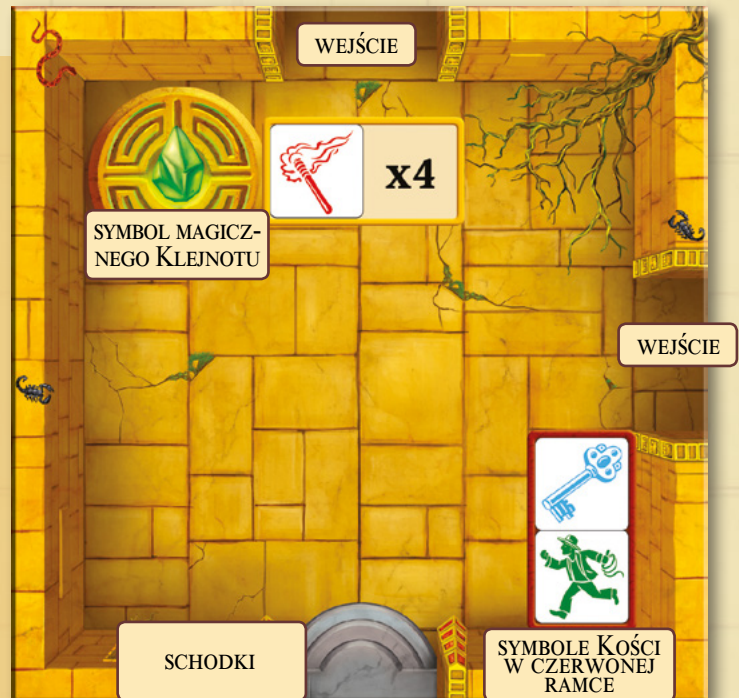 WEJŚCIE
x4
SYMBOL MAGICZ-
NEGO KLEJNOTU
WEJŚCIE
SCHODKI
SYMBOLE KOŚCI
W CZERWONEJ
RAMCE